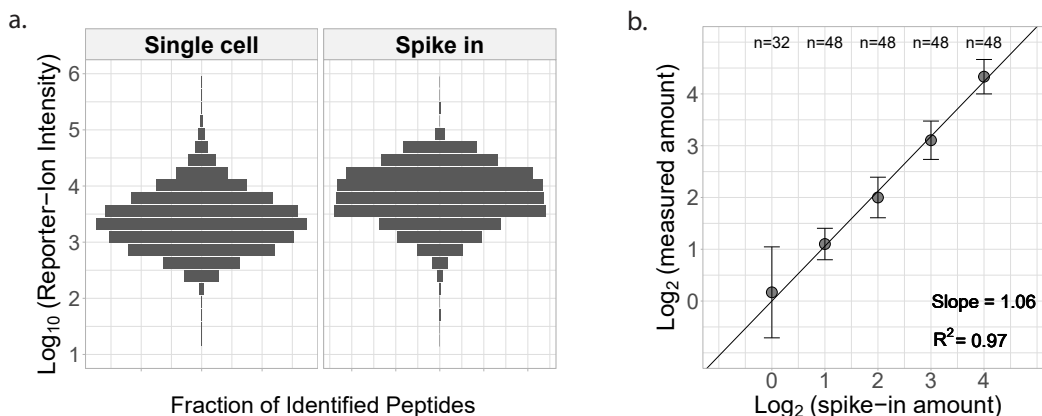 a.
Single cell
Spike in
Log10 (Reporter-Ion Intensity)
6
5
4
3
2
1
Fraction of Identified Peptides
b.
n=32 n=48 n=48 n=48 n=48
Log2 (measured amount)
4
3
2
1
0
Slope = 1.06
R2 = 0.97
0 1 2 3 4
Log2 (spike-in amount)